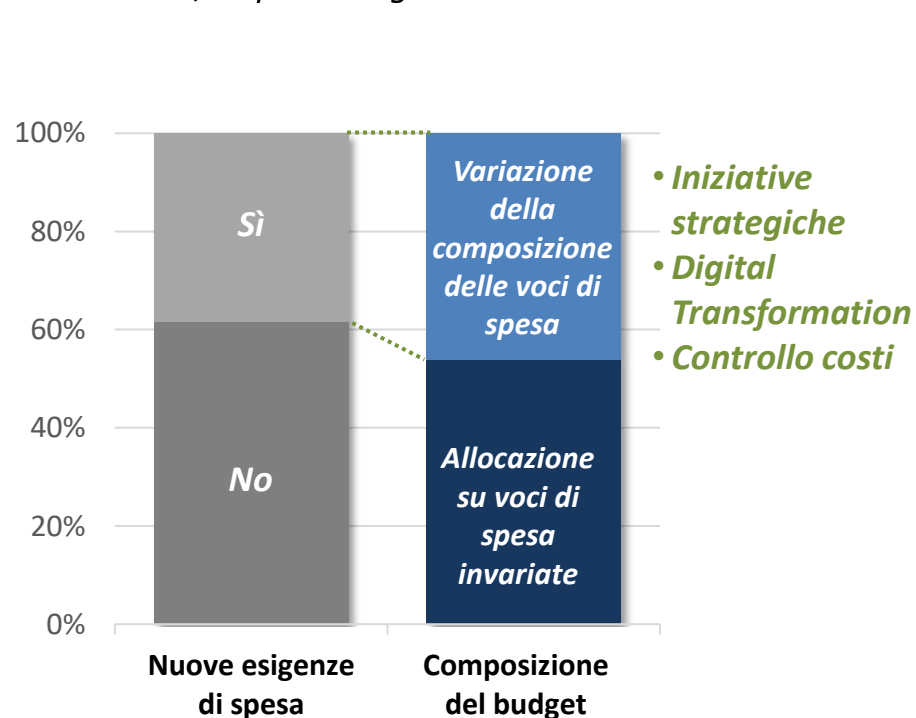 100%
80%
60%
40%
20%
0%
Sì
No
Variazione
della
composizione
delle voci di
spesa
Allocazione
su voci di
spesa
invariate
• Iniziative
strategiche
• Digital
Transformation
• Controllo costi
Nuove esigenze
di spesa
Composizione
del budget